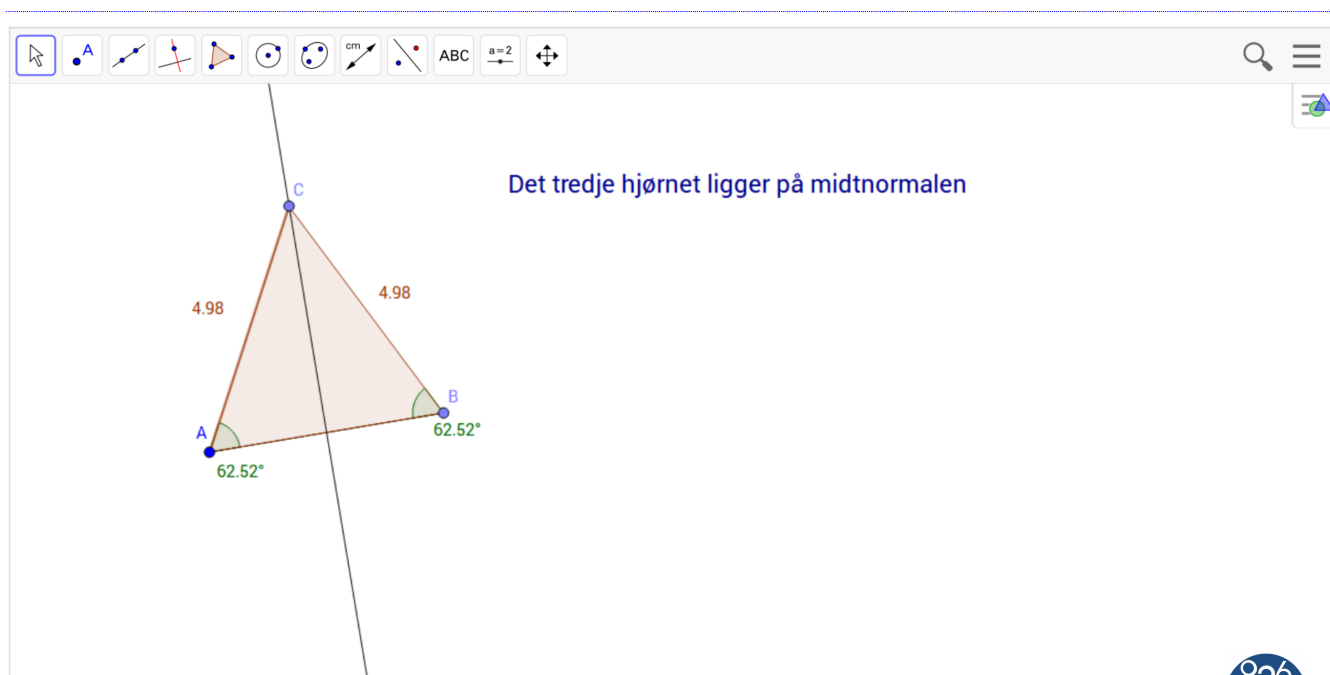 A
cm
ABC
a=2
Det tredje hjørnet ligger på midtnormalen
C
4.98
4.98
B
A
62.52°
62.52°